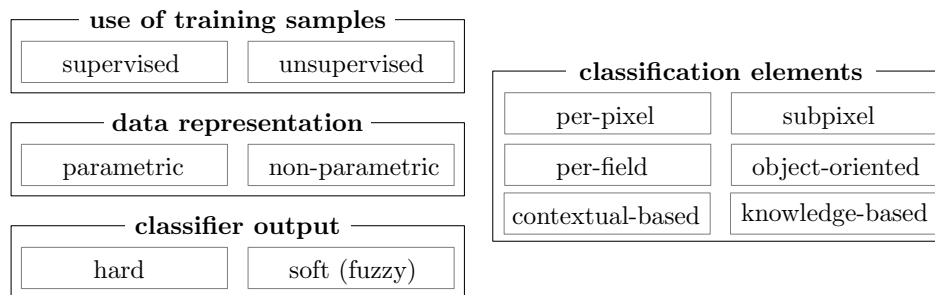 use of training samples
supervised unsupervised
data representation
parametric non-parametric
classifier output
hard soft (fuzzy)
classification elements
per-pixel subpixel
per-field object-oriented
contextual-based knowledge-based